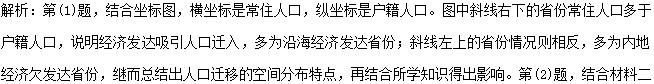 解析：第(1)题，结合坐标图，横坐标是常住人口，纵坐标是户籍人口。图中斜线右下的省份常住人口多于
户籍人口，说明经济发达吸引人口迁入，多为沿海经济发达省份；斜线左上的省份情况则相反，多为内地
经济欠发达省份，继而总结出人口迁移的空间分布特点，再结合所学知识得出影响。第(2)题，结合材料二